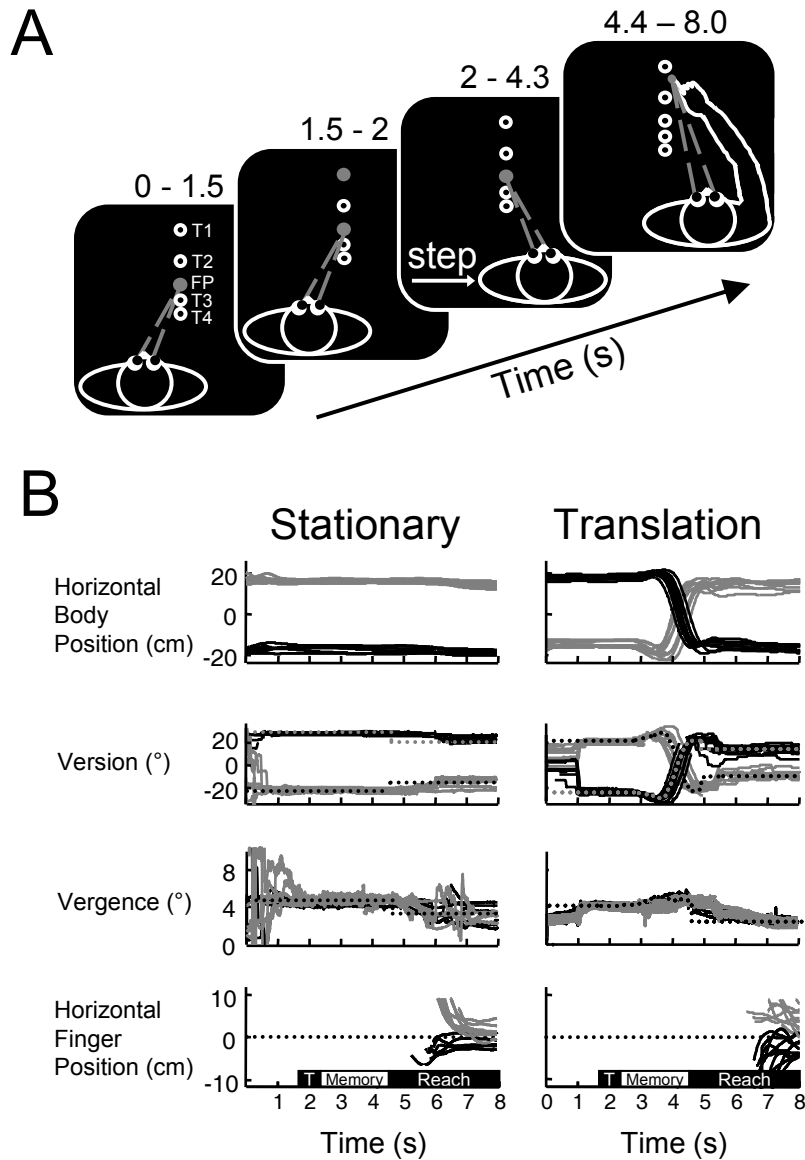 A
4.4 – 8.0
2 - 4.3
1.5 - 2
0 - 1.5
T1
T2
FP
T3
T4
step
Time (s)
B
Stationary
Translation
Horizontal
Body
Position (cm)
20
0
-20
Version (°)
20
0
-20
Vergence (°)
8
4
0
Horizontal
Finger
Position (cm)
10
0
-10
T Memory Reach
T Memory Reach
1 2 3 4 5 6 7 8
0 1 2 3 4 5 6 7 8
Time (s)
Time (s)